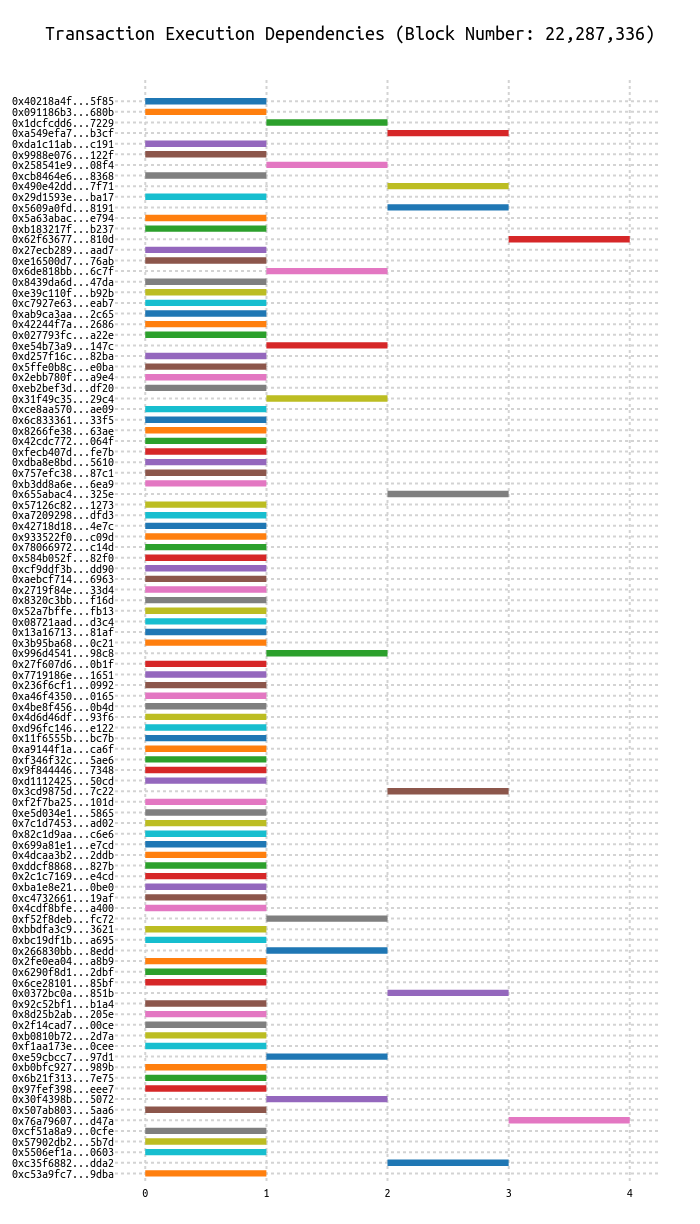 Transaction Execution Dependencies (Block Number: 22,287,336)
0x40218a4f...5f85
0x091186b3...680b
0x1dcfcdd6...7229
0xa549efa7...b3cf
0xda1c11ab...c191
0x9988e076...122f
0x258541e9...08f4
0xcb8464e6...8368
0x490e42dd...7f71
0x29d1593e...ba17
0x5609a0fd...8191
0x5a63abac...e794
0xb183217f...b237
0x62f63677...810d
0x27ecb289...aad7
0xe16500d7...76ab
0x6de818bb...6c7f
0x8439da6d...47da
0xe39c110f...b92b
0xc7927e63...eab7
0xab9ca3aa...2c65
0x42244f7a...2686
0x027793fc...a22e
0xe54b73a9...147c
0xd257f16c...82ba
0x5ffe0b8c...e0ba
0x2ebb780f...a9e4
0xeb2bef3d...df20
0x31f49c35...29c4
0xce8aa570...ae09
0x6c833361...33f5
0x8266fe38...63ae
0x42cdc772...064f
0xfecb407d...fe7b
0xdba8e8bd...5610
0x757efc38...87c1
0xb3dd8a6e...6ea9
0x655abac4...325e
0x57126c82...1273
0xa7209298...dfd3
0x42718d18...4e7c
0x933522f0...c09d
0x78066972...c14d
0x584b052f...82f0
0xcf9ddf3b...dd90
0xaebcf714...6963
0x2719f84e...33d4
0x8320c3bb...f16d
0x52a7bffe...fb13
0x08721aad...d3c4
0x13a16713...81af
0x3b95ba68...0c21
0x996d4541...98c8
0x27f607d6...0b1f
0x7719186e...1651
0x236f6cf1...0992
0xa46f4350...0165
0x4be8f456...0b4d
0x4d6d46df...93f6
0xd96fc146...e122
0x11f6555b...bc7b
0xa9144f1a...ca6f
0xf346f32c...5ae6
0x9f844446...7348
0xd1112425...50cd
0x3cd9875d...7c22
0xf2f7ba25...101d
0xe5d034e1...5865
0x7c1d7453...ad02
0x82c1d9aa...c6e6
0x699a81e1...e7cd
0x4dcaa3b2...2ddb
0xddcf8868...827b
0x2c1c7169...e4cd
0xba1e8e21...0be0
0xc4732661...19af
0x4cdf8bfe...a400
0xf52f8deb...fc72
0xbbdfa3c9...3621
0xbc19df1b...a695
0x266830bb...8edd
0x2fe0ea04...a8b9
0x6290f8d1...2dbf
0x6ce28101...85bf
0x0372bc0a...851b
0x92c52bf1...b1a4
0x8d25b2ab...205e
0x2f14cad7...00ce
0xb0810b72...2d7a
0xf1aa173e...0cee
0xe59cbcc7...97d1
0xb0bfc927...989b
0x6b21f313...7e75
0x97fef398...eee7
0x30f4398b...5072
0x507ab803...5aa6
0x76a79607...d47a
0xcf51a8a9...0cfe
0x57902db2...5b7d
0x5506ef1a...0603
0xc35f6882...dda2
0xc53a9fc7...9dba
0 1 2 3 4